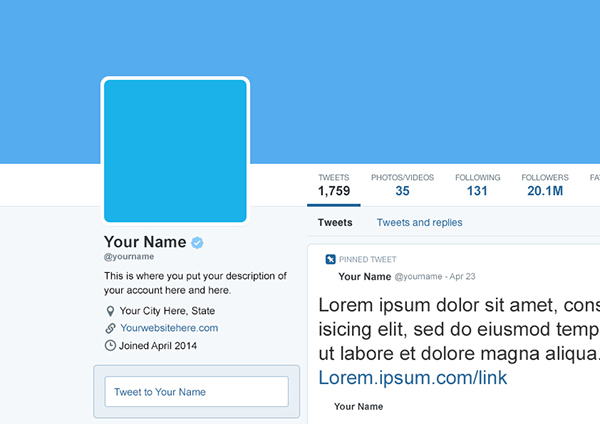 TWEETS PHOTOS/VIDEOS FOLLOWING FOLLOWERS FA
1,759 35 131 20.1M
Tweets Tweets and replies
Your Name
@yourname
This is where you put your description of
your account here and here.
Your City Here, State
Yourwebsitehere.com
Joined April 2014
Tweet to Your Name
PINNED TWEET
Your Name @yourname - Apr 23
Lorem ipsum dolor sit amet, cons
isicing elit, sed do eiusmod temp
ut labore et dolore magna aliqua.
Lorem.ipsum.com/link
Your Name